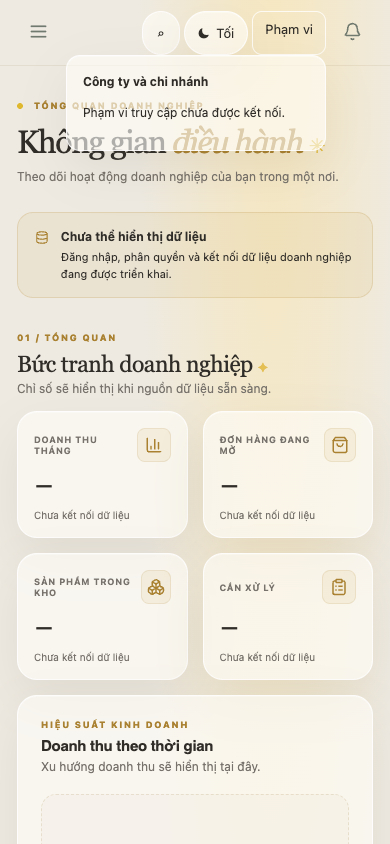 Tối
Phạm vi
Công ty và chi nhánh
Phạm vi truy cập chưa được kết nối.
TỔNG QUAN DOANH NGHIỆP
Không gian điều hành
Theo dõi hoạt động doanh nghiệp của bạn trong một nơi.
Chưa thể hiển thị dữ liệu
Đăng nhập, phân quyền và kết nối dữ liệu doanh nghiệp
đang được triển khai.
01 / TỔNG QUAN
Bức tranh doanh nghiệp
Chỉ số sẽ hiển thị khi nguồn dữ liệu sẵn sàng.
DOANH THU
THÁNG
—
Chưa kết nối dữ liệu
ĐƠN HÀNG ĐANG
MỞ
—
Chưa kết nối dữ liệu
SẢN PHẨM TRONG
KHO
—
Chưa kết nối dữ liệu
CẦN XỬ LÝ
—
Chưa kết nối dữ liệu
HIỆU SUẤT KINH DOANH
Doanh thu theo thời gian
Xu hướng doanh thu sẽ hiển thị tại đây.